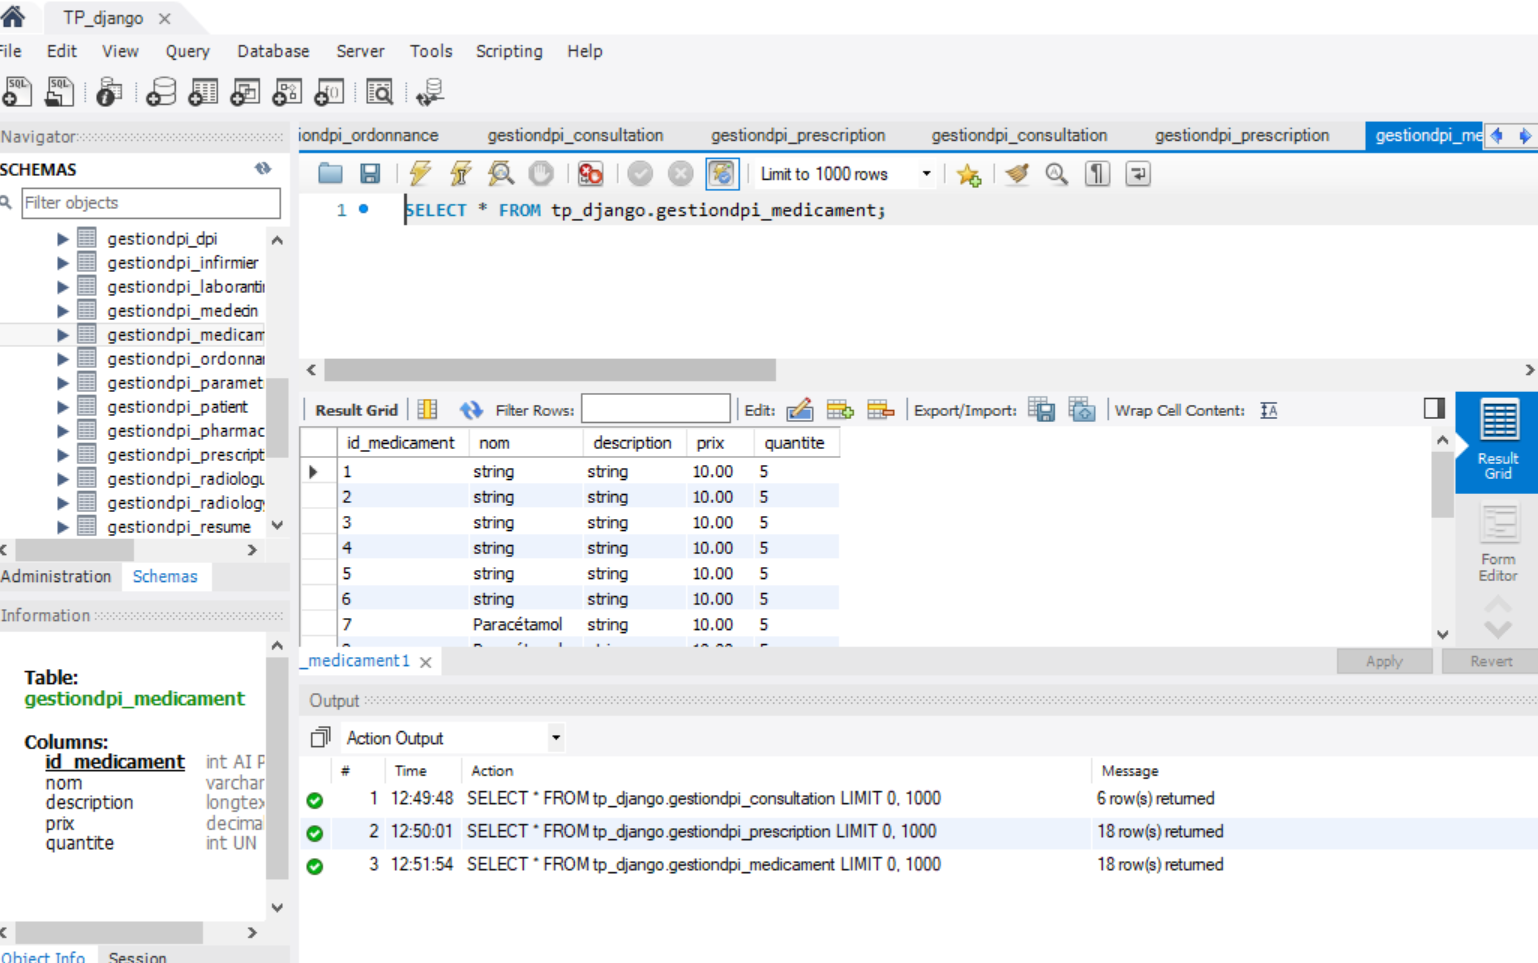 TP_django
File Edit View Query Database Server Tools Scripting Help
Navigator
iondpi_ordonnance gestiondpi_consultation gestiondpi_prescription gestiondpi_consultation gestiondpi_prescription gestiondpi_me
SCHEMAS
Limit to 1000 rows
Filter objects
1 SELECT * FROM tp_django.gestiondpi_medicament;
gestiondpi_dpi
gestiondpi_infirmier
gestiondpi_laboranti
gestiondpi_medecin
gestiondpi_medicam
gestiondpi_ordonna
gestiondpi_paramet
gestiondpi_patient
gestiondpi_pharmac
gestiondpi_prescript
gestiondpi_radiologu
gestiondpi_radiology
gestiondpi_resume
Administration Schemas
Result Grid Filter Rows: Edit: Export/Import: Wrap Cell Content:
id_medicament nom description prix quantite
1 string string 10.00 5
2 string string 10.00 5
3 string string 10.00 5
4 string string 10.00 5
5 string string 10.00 5
6 string string 10.00 5
7 Paracétamol string 10.00 5
Result
Grid
Form
Editor
_medicament1
Apply Revert
Information
Table:
gestiondpi_medicament
Columns:
id_medicament int AI P
nom varchar
description longtex
prix decima
quantite int UN
Object Info Session
Output
Action Output
# Time Action Message
1 12:49:48 SELECT * FROM tp_django.gestiondpi_consultation LIMIT 0, 1000 6 row(s) returned
2 12:50:01 SELECT * FROM tp_django.gestiondpi_prescription LIMIT 0, 1000 18 row(s) returned
3 12:51:54 SELECT * FROM tp_django.gestiondpi_medicament LIMIT 0, 1000 18 row(s) returned